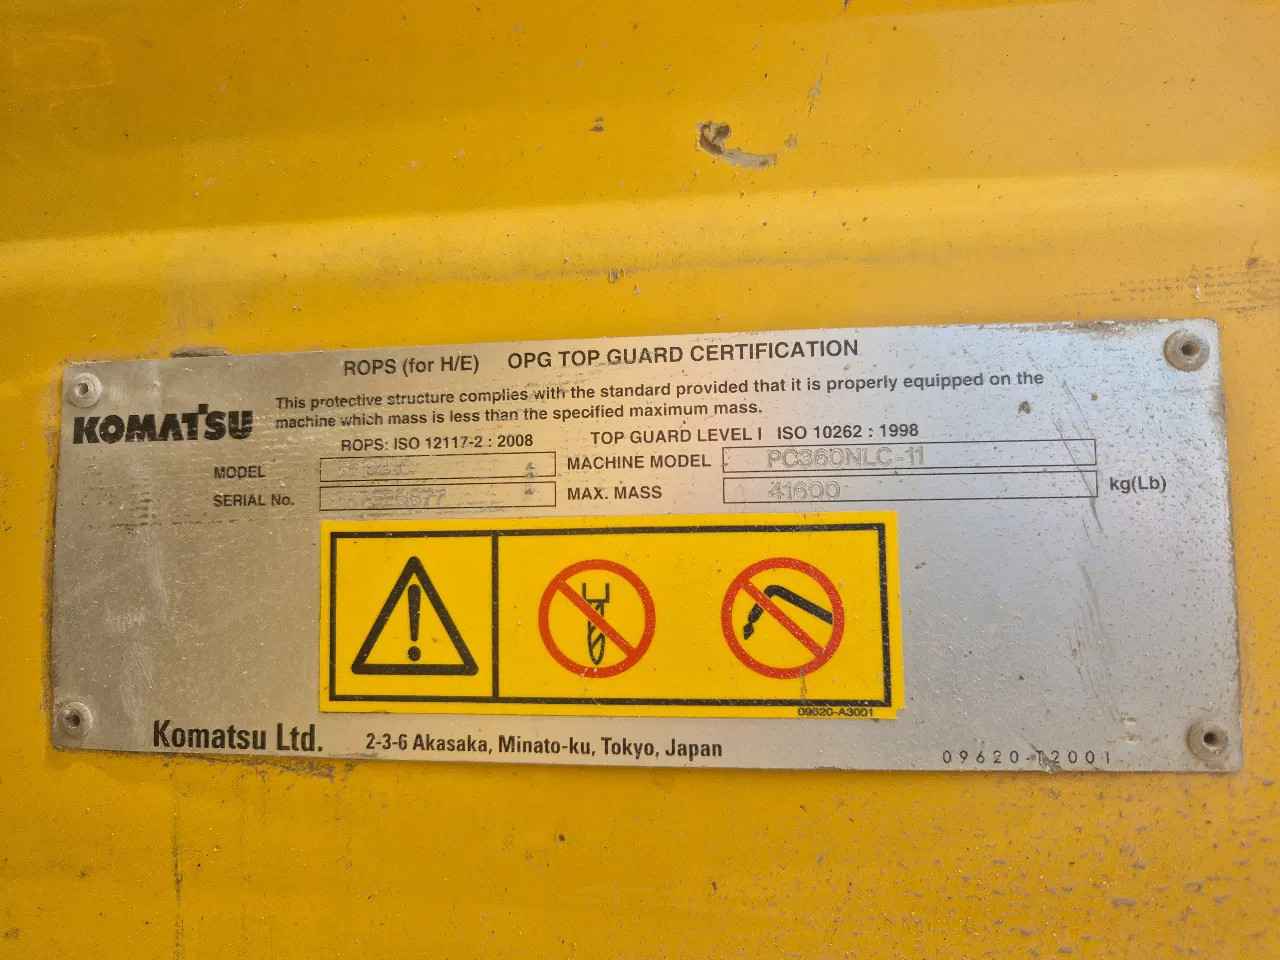 ROPS (for H/E) OPG TOP GUARD CERTIFICATION
KOMATSU
This protective structure complies with the standard provided that it is properly equipped on the
machine which mass is less than the specified maximum mass.
ROPS: ISO 12117-2 : 2008 TOP GUARD LEVEL I ISO 10262 : 1998
MODEL MACHINE MODEL PC360NLC-11
SERIAL No. MAX. MASS 41600 kg(Lb)
09620-A3001
Komatsu Ltd. 2-3-6 Akasaka, Minato-ku, Tokyo, Japan
09620-T2001